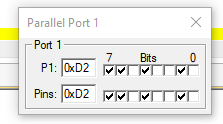 Parallel Port 1
Port 1
7 Bits 0
P1: 0xD2
Pins: 0xD2